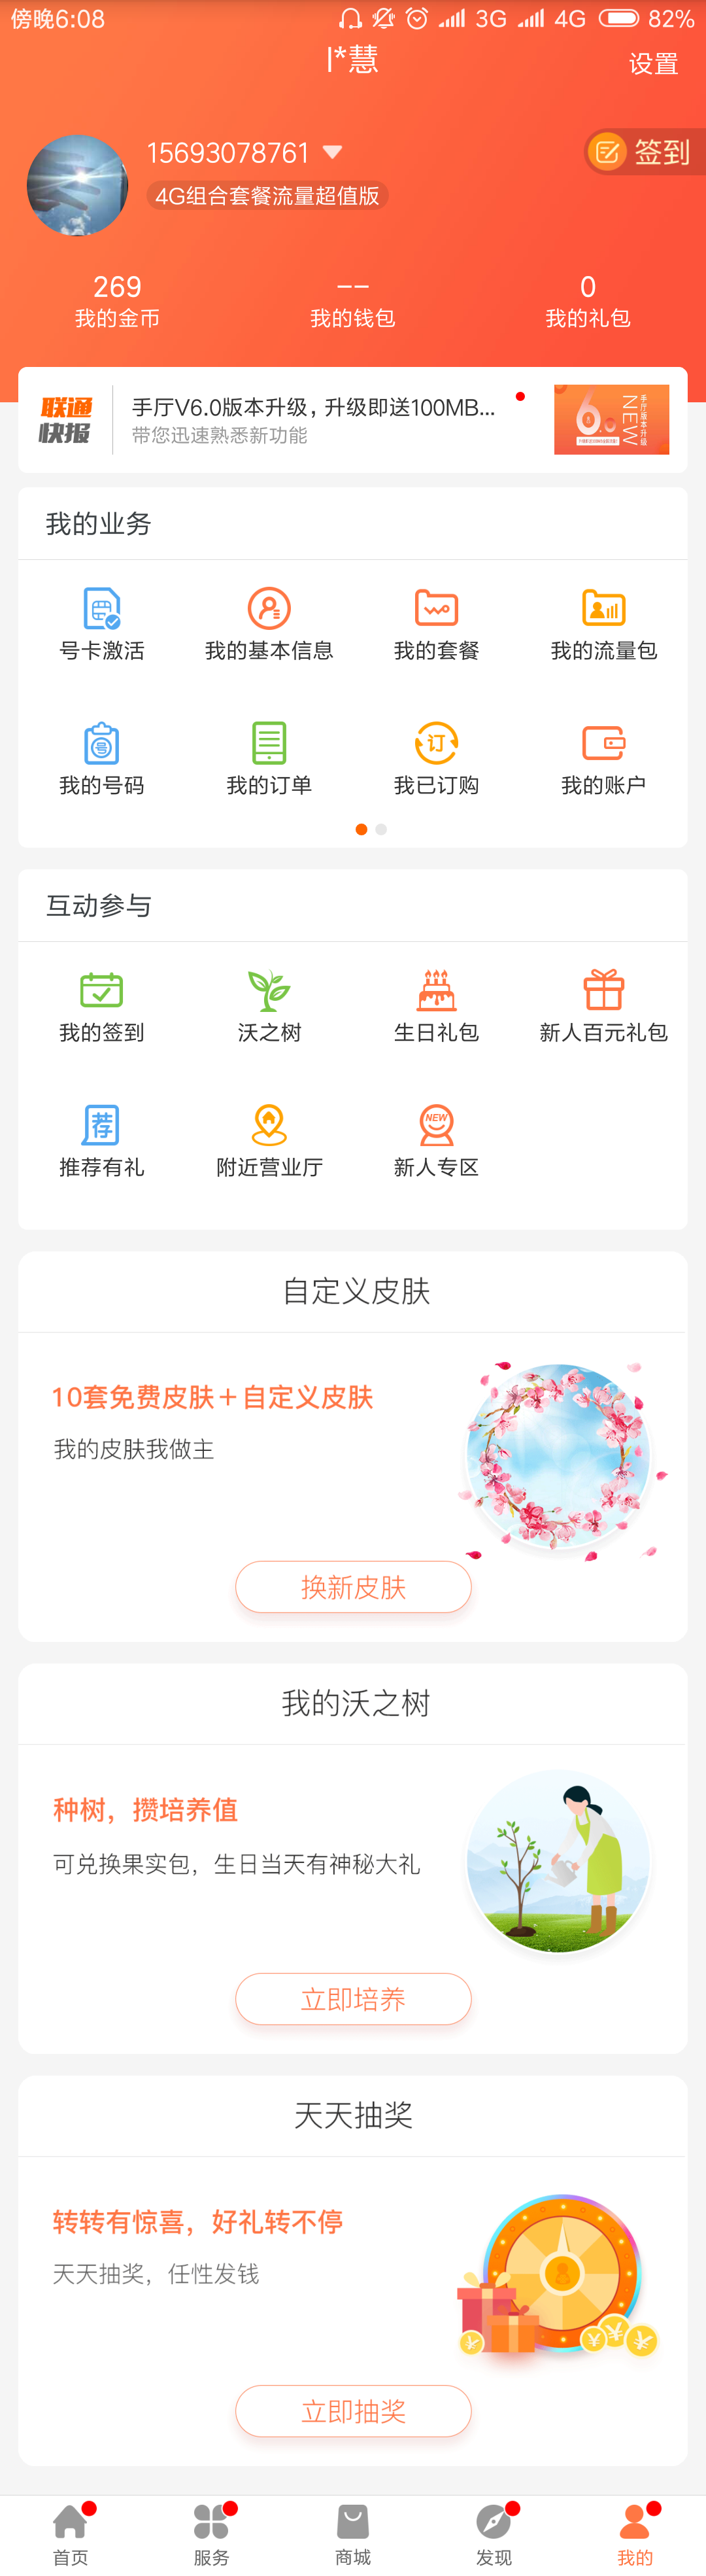 傍晚6:08 3G 4G 82%
l*慧
设置
15693078761
签到
4G组合套餐流量超值版
269 -- 0
我的金币 我的钱包 我的礼包
联通
快报
手厅V6.0版本升级，升级即送100MB...
带您迅速熟悉新功能
6.0
NEW
手厅版本升级
我的业务
号卡激活 我的基本信息 我的套餐 我的流量包
号 订
我的号码 我的订单 我已订购 我的账户
互动参与
我的签到 沃之树 生日礼包 新人百元礼包
荐 NEW
推荐有礼 附近营业厅 新人专区
自定义皮肤
10套免费皮肤＋自定义皮肤
我的皮肤我做主
换新皮肤
我的沃之树
种树，攒培养值
可兑换果实包，生日当天有神秘大礼
立即培养
天天抽奖
转转有惊喜，好礼转不停
天天抽奖，任性发钱
¥ ¥ ¥ ¥
立即抽奖
首页 服务 商城 发现 我的